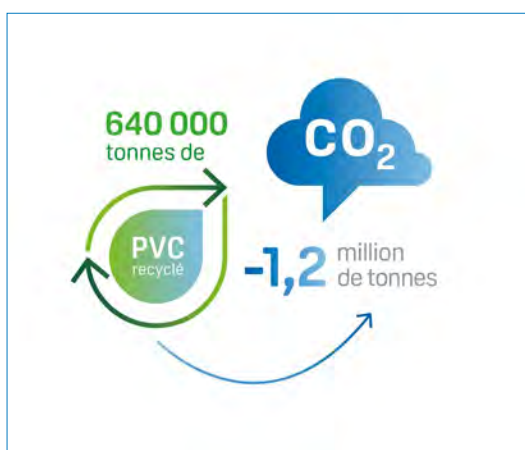 640 000
tonnes de
PVC
recyclé
CO₂
-1,2 million
de tonnes